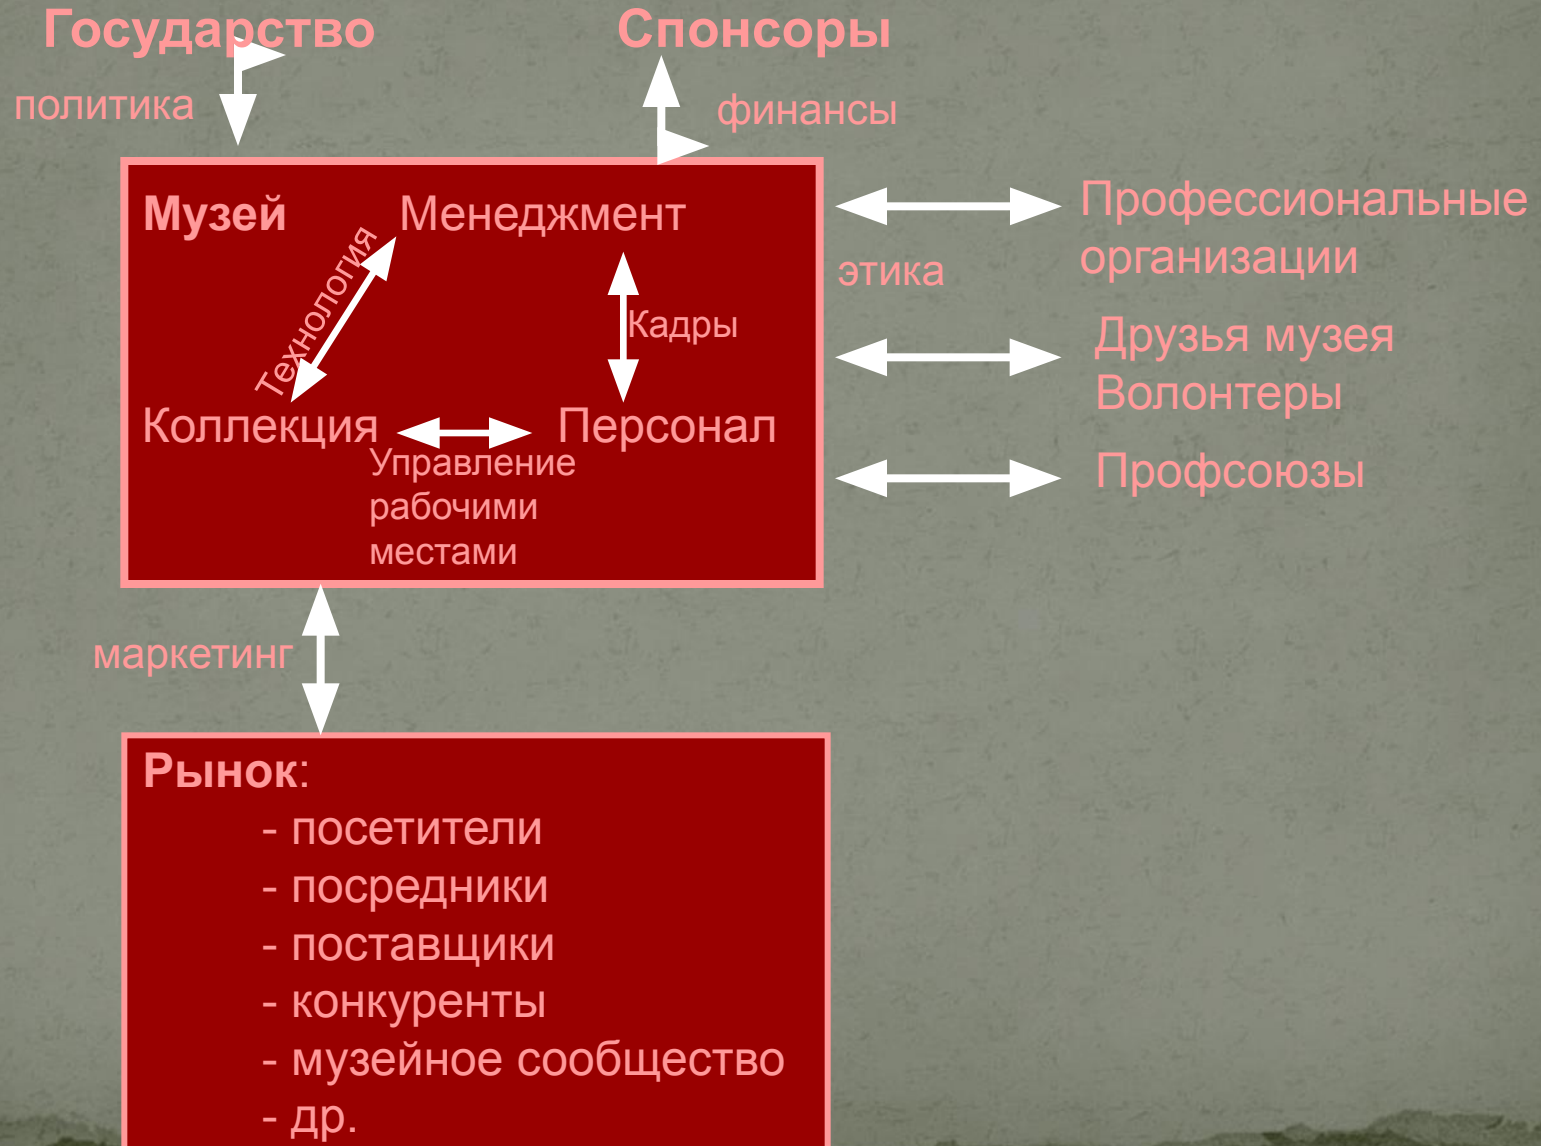 Государство
Спонсоры
политика
финансы
Музей
Менеджмент
Технология
Кадры
Коллекция
Персонал
Управление
рабочими
местами
этика
Профессиональные
организации
Друзья музея
Волонтеры
Профсоюзы
маркетинг
Рынок:
- посетители
- посредники
- поставщики
- конкуренты
- музейное сообщество
- др.